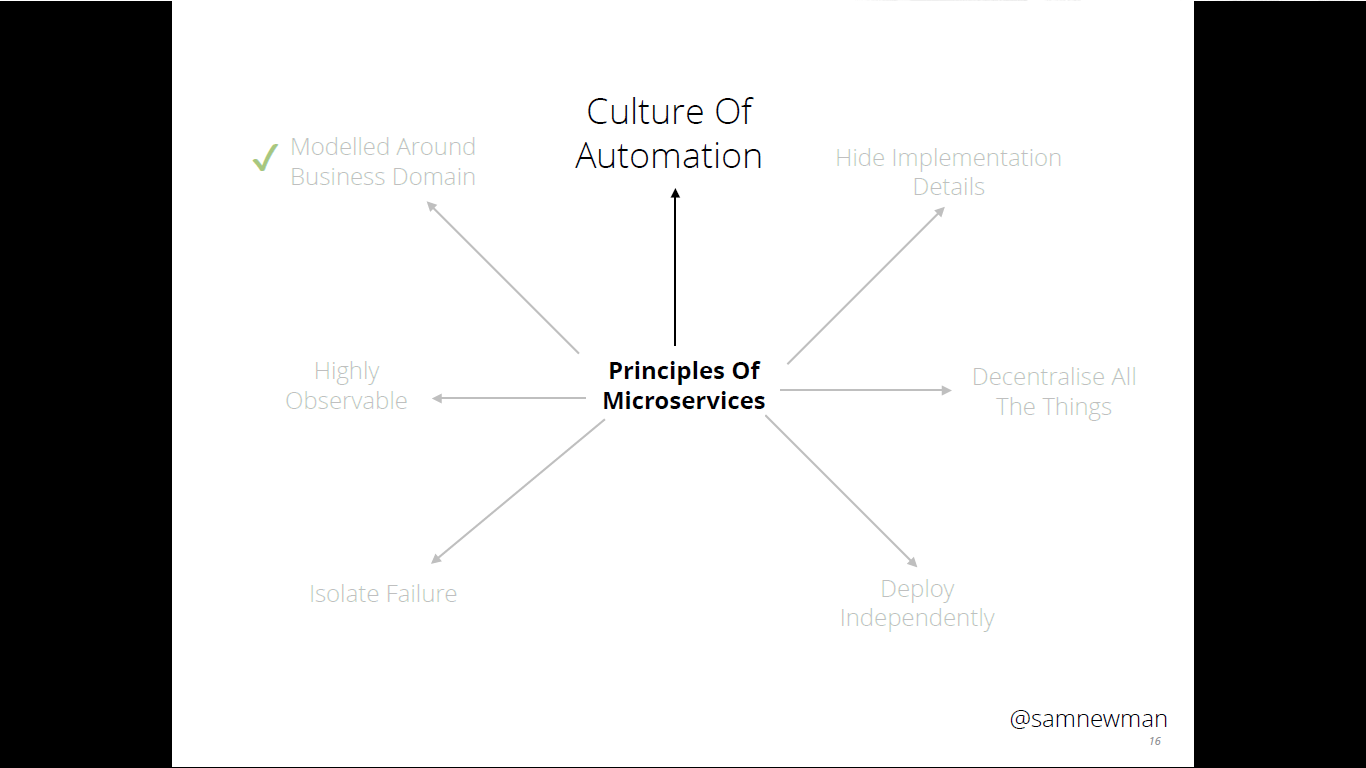 Culture Of
Automation
Modelled Around
Business Domain
Hide Implementation
Details
Highly
Observable
Principles Of
Microservices
Decentralise All
The Things
Isolate Failure
Deploy
Independently
@samnewman
16